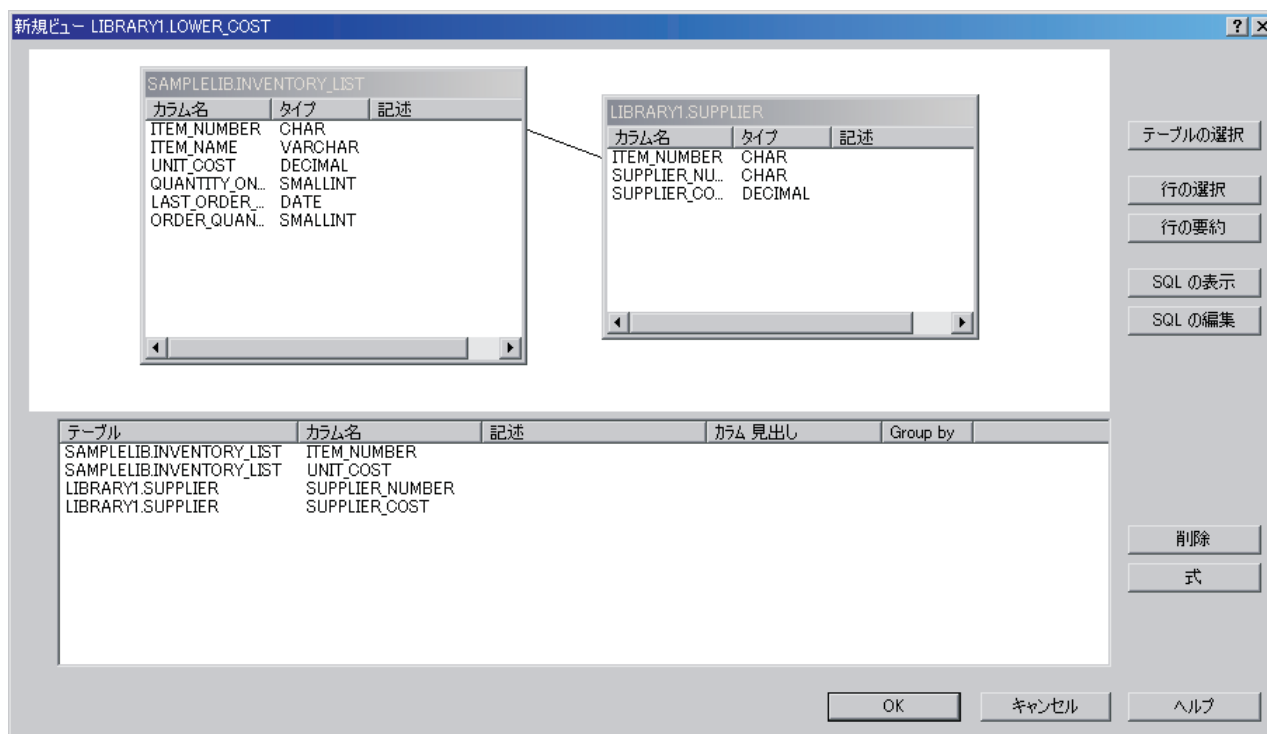 新規ビュー LIBRARY1.LOWER_COST
SAMPLELIB.INVENTORY_LIST
カラム名 タイプ 記述
ITEM_NUMBER CHAR
ITEM_NAME VARCHAR
UNIT_COST DECIMAL
QUANTITY_ON... SMALLINT
LAST_ORDER_... DATE
ORDER_QUAN... SMALLINT
LIBRARY1.SUPPLIER
カラム名 タイプ 記述
ITEM_NUMBER CHAR
SUPPLIER_NU... CHAR
SUPPLIER_CO... DECIMAL
テーブルの選択
行の選択
行の要約
SQL の表示
SQL の編集
テーブル カラム名 記述 カラム 見出し Group by
SAMPLELIB.INVENTORY_LIST ITEM_NUMBER
SAMPLELIB.INVENTORY_LIST UNIT_COST
LIBRARY1.SUPPLIER SUPPLIER_NUMBER
LIBRARY1.SUPPLIER SUPPLIER_COST
削除
式
OK キャンセル ヘルプ